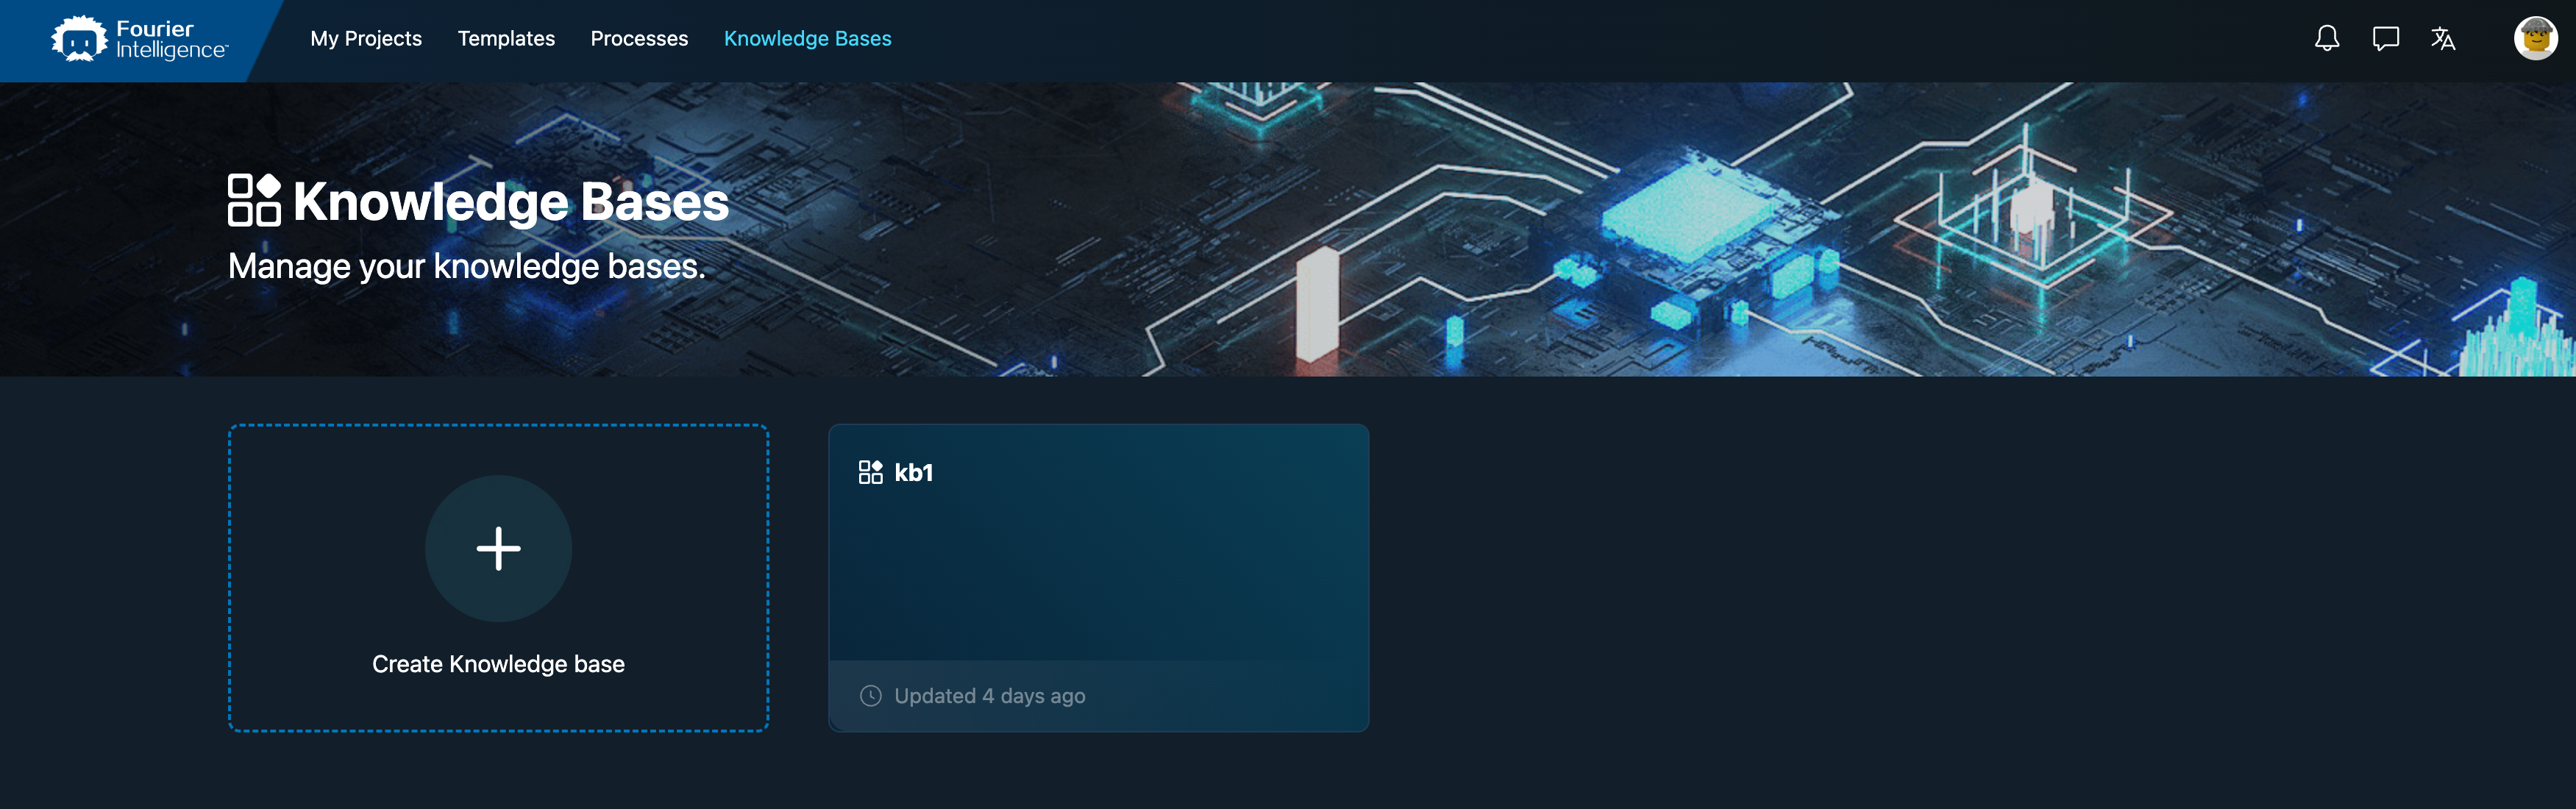 Fourier
Intelligence™
My Projects
Templates
Processes
Knowledge Bases
Knowledge Bases
Manage your knowledge bases.
Create Knowledge base
kb1
Updated 4 days ago